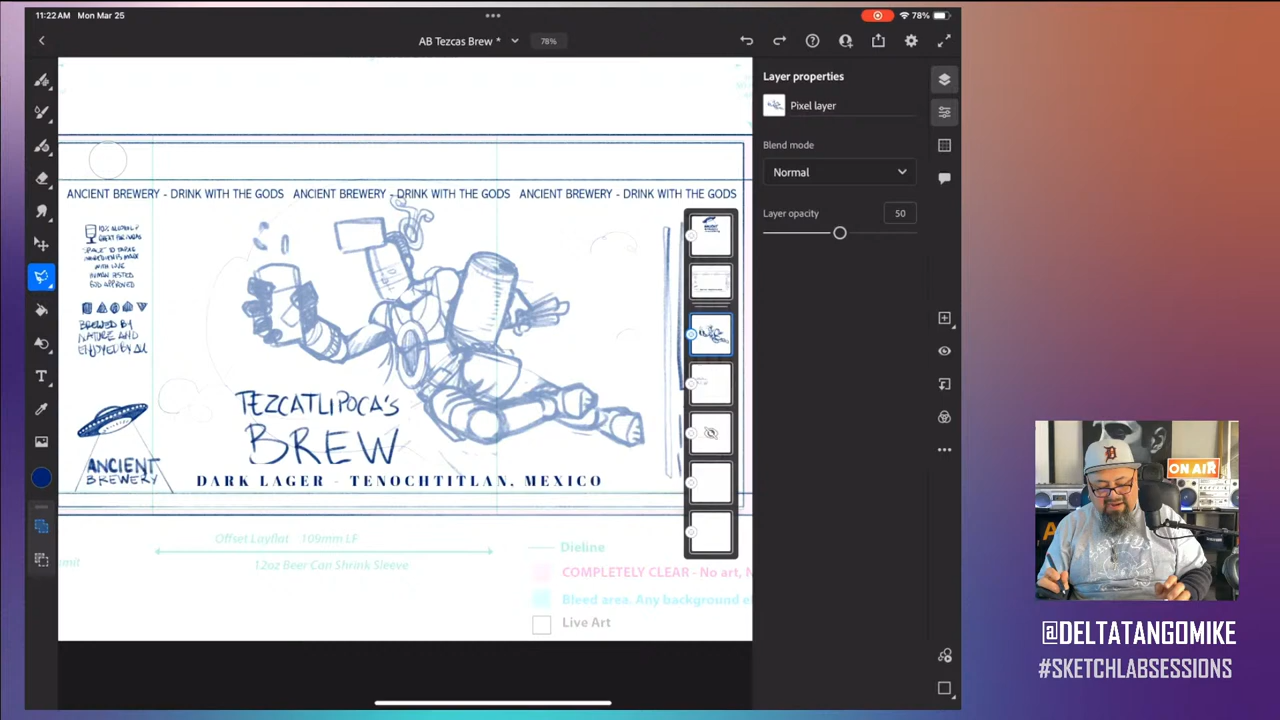 11:22 AM Mon Mar 25
78%
AB Tezcas Brew *
78%
Layer properties
Pixel layer
Blend mode
Normal
Layer opacity
50
ANCIENT BREWERY - DRINK WITH THE GODS ANCIENT BREWERY - DRINK WITH THE GODS ANCIENT BREWERY - DRINK WITH THE GODS
BREWED BY
NATURE AND
ENJOYED BY ALL
TEZCATLIPOCA'S
BREW
ANCIENT
BREWERY
DARK LAGER - TENOCHTITLAN, MEXICO
Offset Layflat 109mm LF
12oz Beer Can Shrink Sleeve
Dieline
COMPLETELY CLEAR - No art, N
Bleed area. Any background e
Live Art
ON AIR
@DELTATANGOMIKE
#SKETCHLABSESSIONS